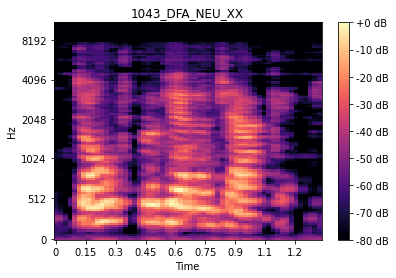 1043_DFA_NEU_XX
8192
4096
2048
1024
512
0
Hz
0 0.15 0.3 0.45 0.6 0.75 0.9 1.1 1.2
Time
+0 dB
-10 dB
-20 dB
-30 dB
-40 dB
-50 dB
-60 dB
-70 dB
-80 dB